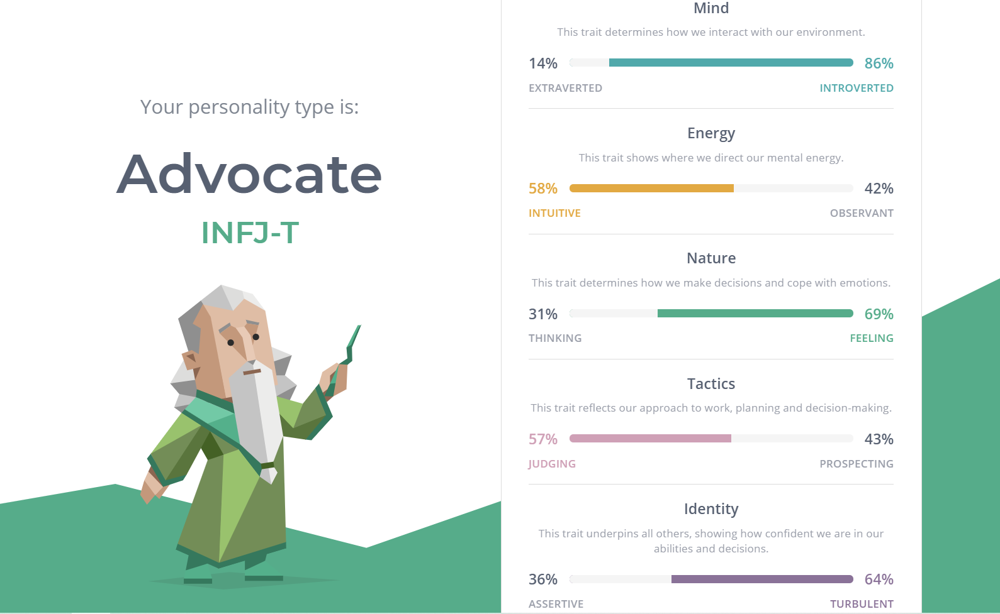 Your personality type is:
Advocate
INFJ-T
Mind
This trait determines how we interact with our environment.
14% 86%
EXTRAVERTED INTROVERTED
Energy
This trait shows where we direct our mental energy.
58% 42%
INTUITIVE OBSERVANT
Nature
This trait determines how we make decisions and cope with emotions.
31% 69%
THINKING FEELING
Tactics
This trait reflects our approach to work, planning and decision-making.
57% 43%
JUDGING PROSPECTING
Identity
This trait underpins all others, showing how confident we are in our
abilities and decisions.
36% 64%
ASSERTIVE TURBULENT